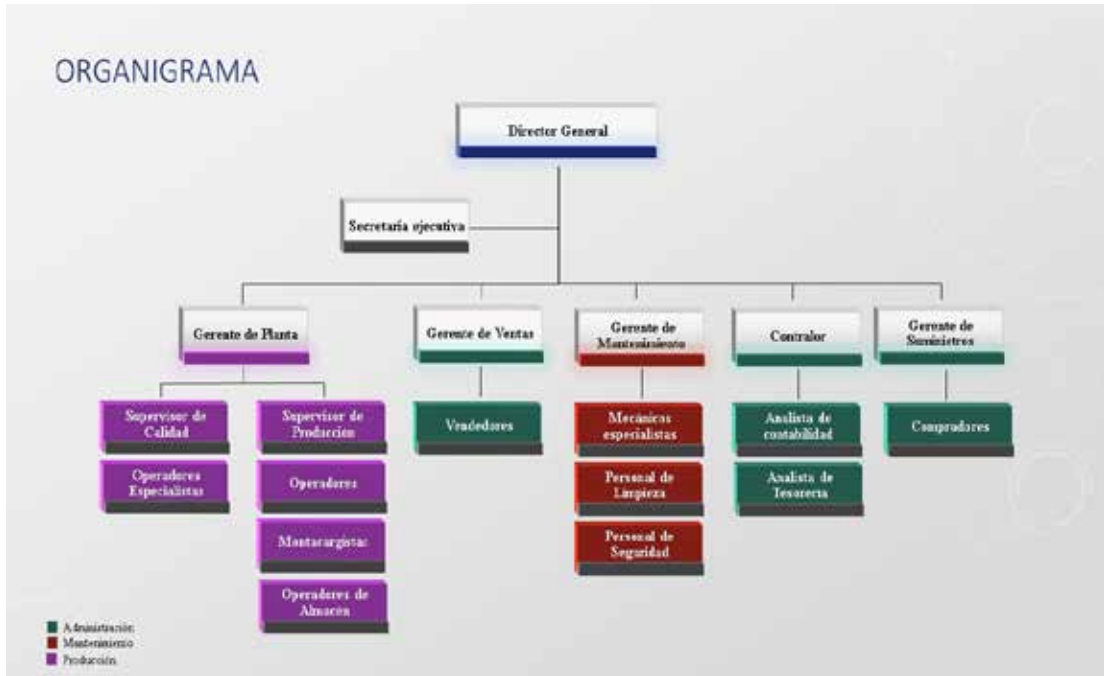 ORGANIGRAMA
Director General
Secretaria ejecutiva
Gerente de Planta
Gerente de Ventas
Gerente de
Mantenimiento
Contralor
Gerente de
Suministros
Supervisor de
Calidad
Supervisor de
Producción
Vendedores
Mecánicos
especialistas
Analista de
contabilidad
Compradores
Operadores
Especialistas
Operadores
Personal de
Limpieza
Analista de
Tesorería
Montacargistas
Personal de
Seguridad
Operadores de
Almacén
Administración
Mantenimiento
Producción